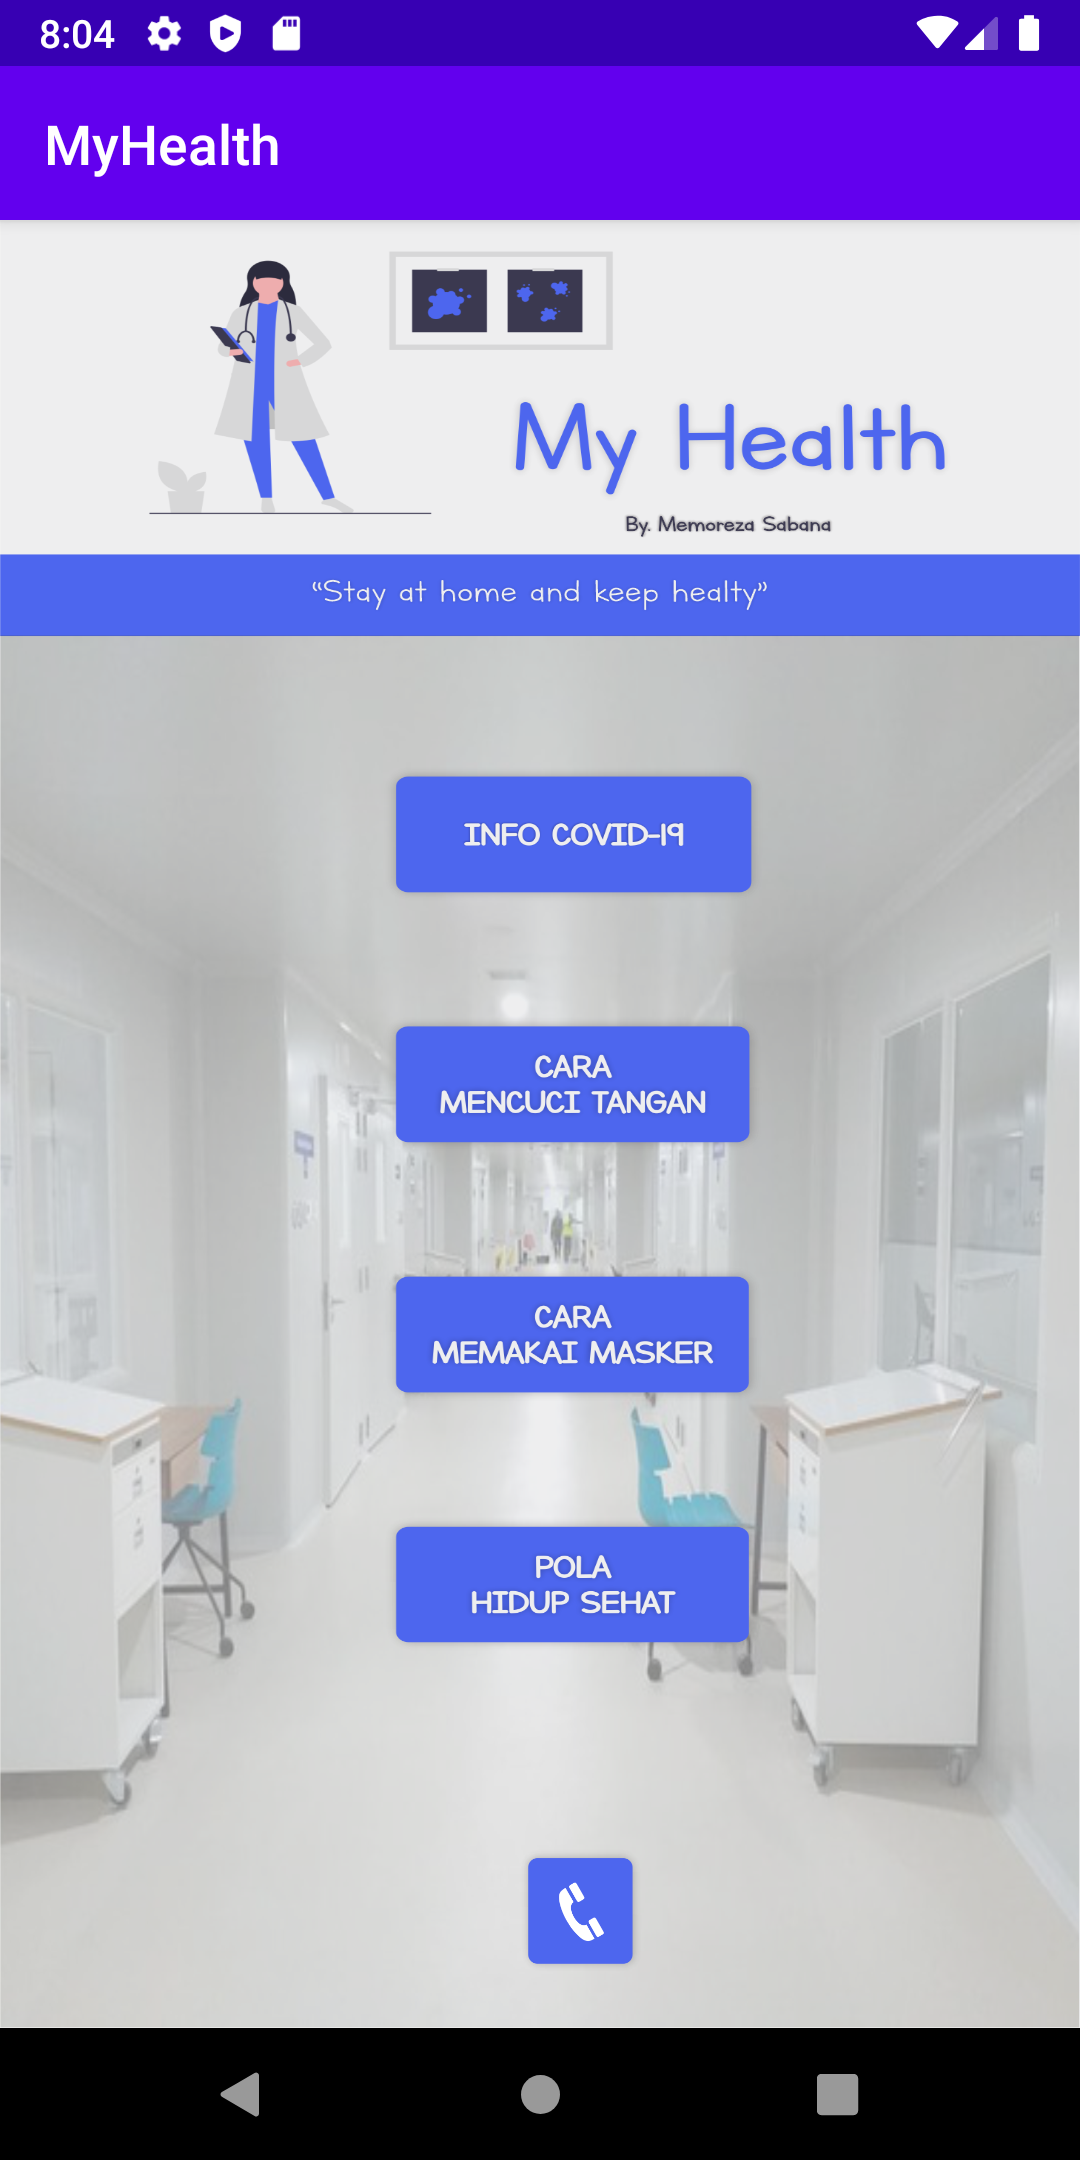 8:04
MyHealth
My Health
By. Memoreza Sabana
“Stay at home and keep healty”
INFO COVID-19
CARA
MENCUCI TANGAN
CARA
MEMAKAI MASKER
POLA
HIDUP SEHAT